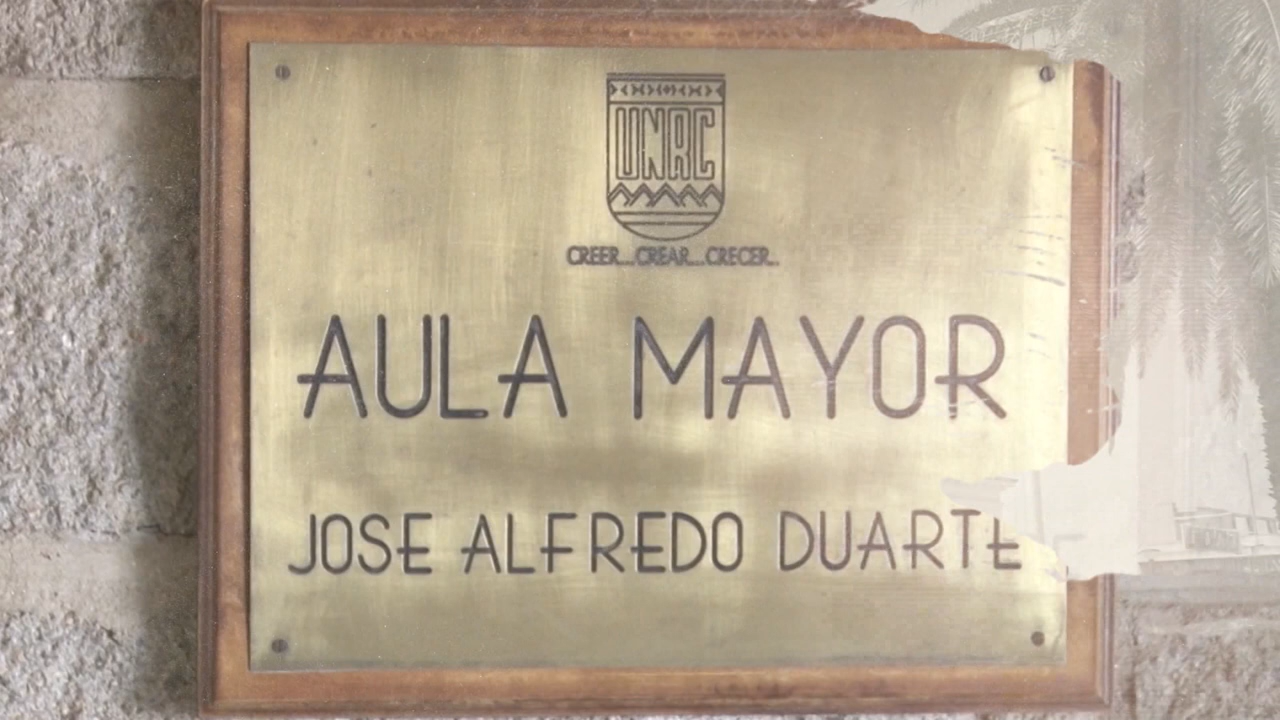 UNRC
CREER...CREAR...CRECER..
AULA MAYOR
JOSE ALFREDO DUARTE